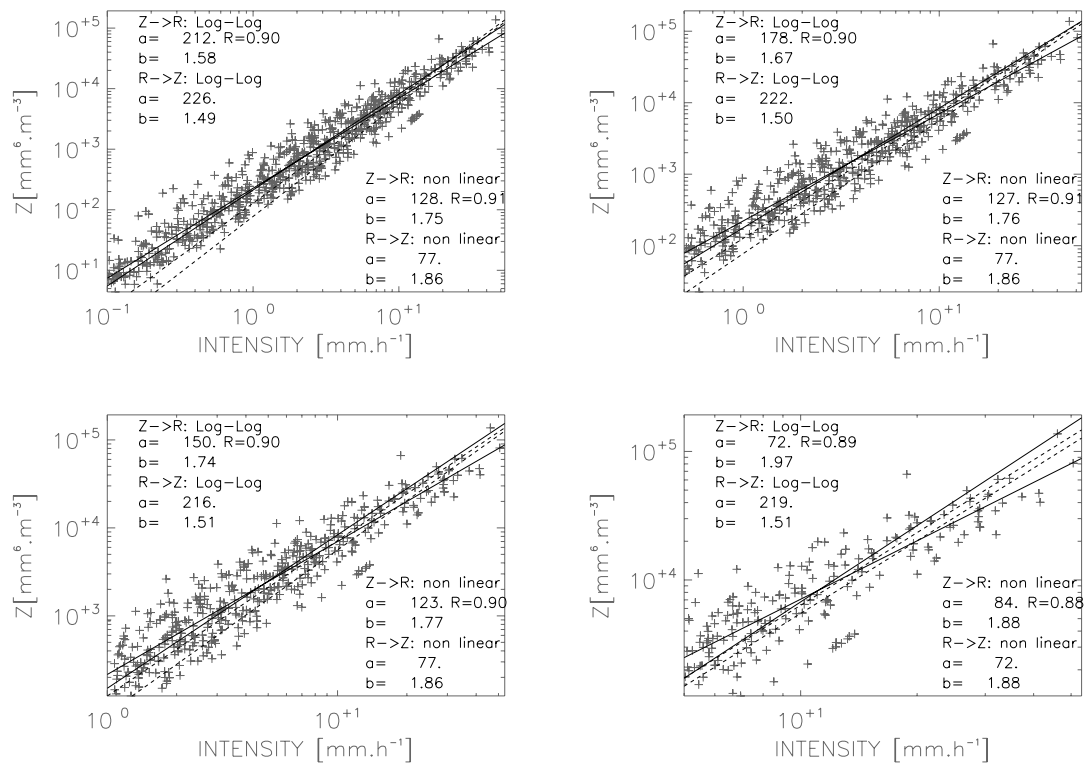 Z->R: Log-Log
a= 212. R=0.90
b= 1.58
R->Z: Log-Log
a= 226.
b= 1.49
Z->R: non linear
a= 128. R=0.91
b= 1.75
R->Z: non linear
a= 77.
b= 1.86
10⁺⁵
10⁺⁴
10⁺³
10⁺²
10⁺¹
Z[mm⁶.m⁻³]
10⁻¹ 10⁰ 10⁺¹
INTENSITY [mm.h⁻¹]
Z->R: Log-Log
a= 178. R=0.90
b= 1.67
R->Z: Log-Log
a= 222.
b= 1.50
Z->R: non linear
a= 127. R=0.91
b= 1.76
R->Z: non linear
a= 77.
b= 1.86
10⁺⁵
10⁺⁴
10⁺³
10⁺²
Z[mm⁶.m⁻³]
10⁰ 10⁺¹
INTENSITY [mm.h⁻¹]
Z->R: Log-Log
a= 150. R=0.90
b= 1.74
R->Z: Log-Log
a= 216.
b= 1.51
Z->R: non linear
a= 123. R=0.90
b= 1.77
R->Z: non linear
a= 77.
b= 1.86
10⁺⁵
10⁺⁴
10⁺³
Z[mm⁶.m⁻³]
10⁰ 10⁺¹
INTENSITY [mm.h⁻¹]
Z->R: Log-Log
a= 72. R=0.89
b= 1.97
R->Z: Log-Log
a= 219.
b= 1.51
Z->R: non linear
a= 84. R=0.88
b= 1.88
R->Z: non linear
a= 72.
b= 1.88
10⁺⁵
10⁺⁴
Z[mm⁶.m⁻³]
10⁺¹
INTENSITY [mm.h⁻¹]